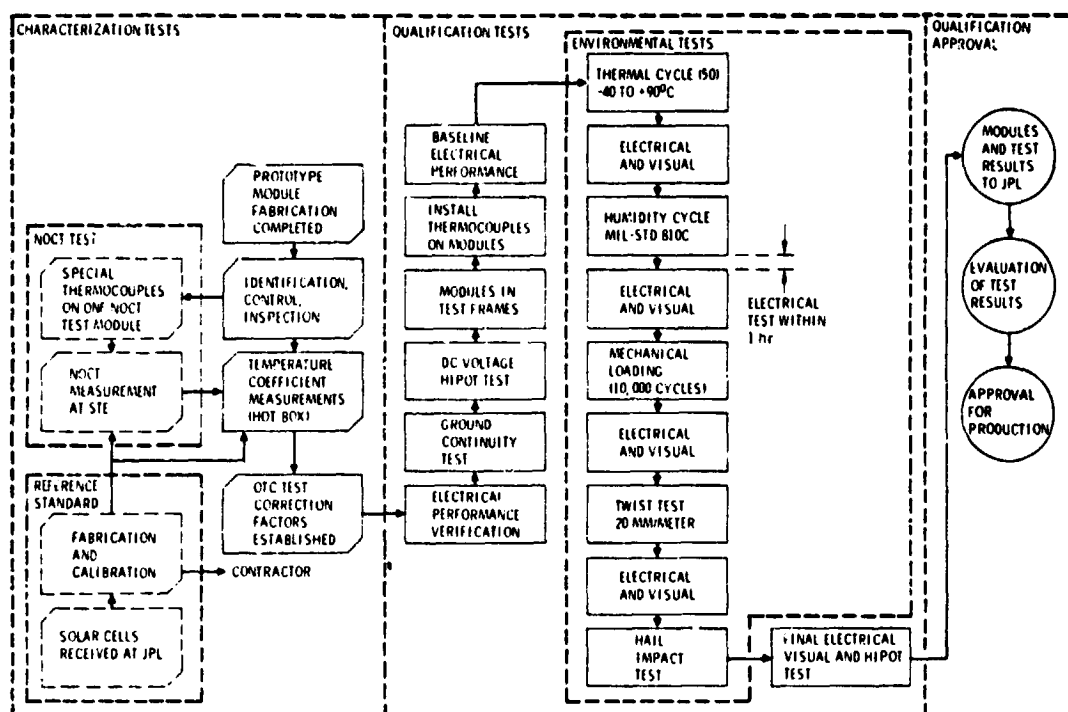 CHARACTERIZATION TESTS
PROTOTYPE
MODULE
FABRICATION
COMPLETED
NOCT TEST
SPECIAL
THERMOCOUPLES
ON ONE NOCT
TEST MODULE
IDENTIFICATION,
CONTROL,
INSPECTION
NOCT
MEASUREMENT
AT STE
TEMPERATURE
COEFFICIENT
MEASUREMENTS
(HOT BOX)
REFERENCE
STANDARD
FABRICATION
AND
CALIBRATION
CONTRACTOR
SOLAR CELLS
RECEIVED AT JPL
OTC TEST
CORRECTION
FACTORS
ESTABLISHED
QUALIFICATION TESTS
BASELINE
ELECTRICAL
PERFORMANCE
INSTALL
THERMOCOUPLES
ON MODULES
MODULES IN
TEST FRAMES
DC VOLTAGE
HIPOT TEST
GROUND
CONTINUITY
TEST
ELECTRICAL
PERFORMANCE
VERIFICATION
ENVIRONMENTAL TESTS
THERMAL CYCLE (50)
-40 TO +90°C
ELECTRICAL
AND VISUAL
HUMIDITY CYCLE
MIL-STD 810C
ELECTRICAL
AND VISUAL
ELECTRICAL
TEST WITHIN
1 hr
MECHANICAL
LOADING
(10,000 CYCLES)
ELECTRICAL
AND VISUAL
TWIST TEST
20 MM/METER
ELECTRICAL
AND VISUAL
HAIL
IMPACT
TEST
FINAL ELECTRICAL
VISUAL AND HIPOT
TEST
QUALIFICATION
APPROVAL
MODULES
AND TEST
RESULTS
TO JPL
EVALUATION
OF TEST
RESULTS
APPROVAL
FOR
PRODUCTION